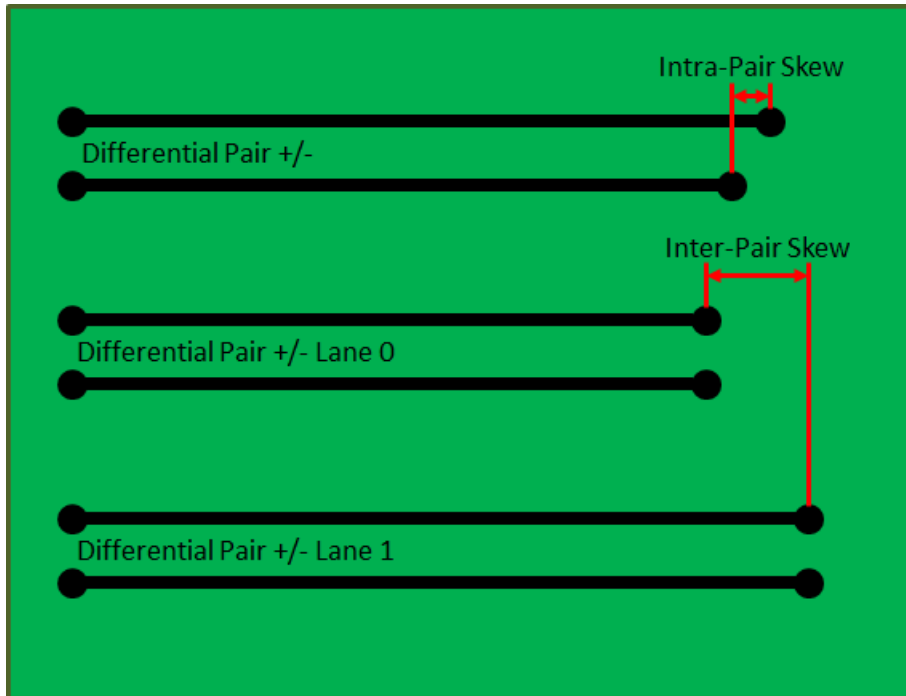 Intra-Pair Skew
Differential Pair +/-
Inter-Pair Skew
Differential Pair +/- Lane 0
Differential Pair +/- Lane 1